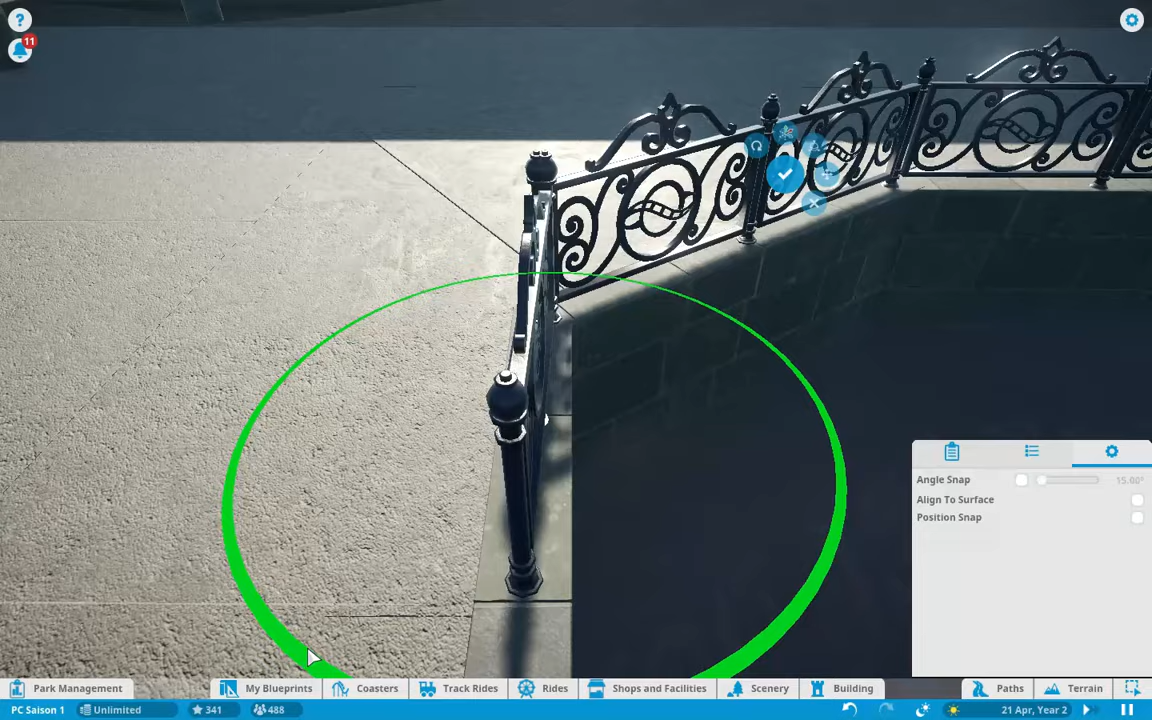 ?
11
Angle Snap 15.00°
Align To Surface
Position Snap
Park Management My Blueprints Coasters Track Rides Rides Shops and Facilities Scenery Building Paths Terrain
PC Saison 1 Unlimited 341 488 21 Apr, Year 2